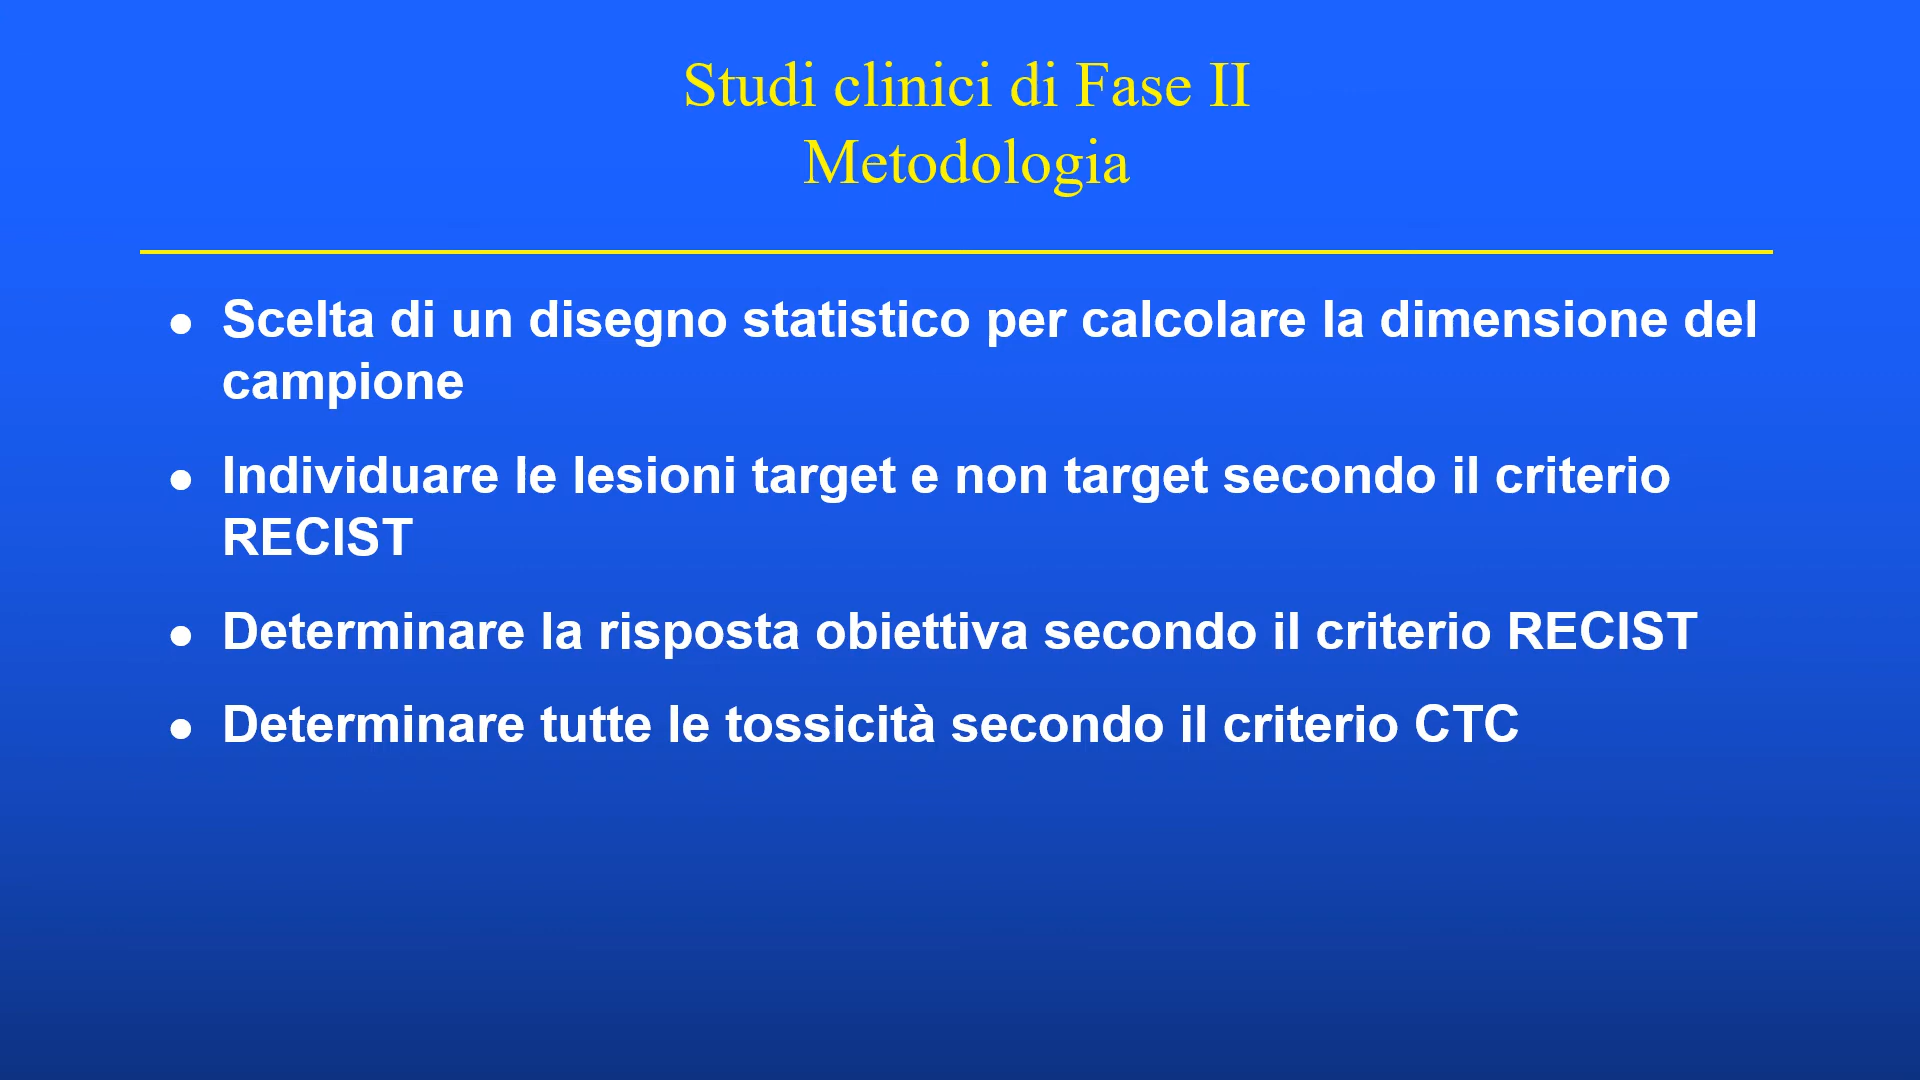 Studi clinici di Fase II
Metodologia
● Scelta di un disegno statistico per calcolare la dimensione del
campione
● Individuare le lesioni target e non target secondo il criterio
RECIST
● Determinare la risposta obiettiva secondo il criterio RECIST
● Determinare tutte le tossicità secondo il criterio CTC